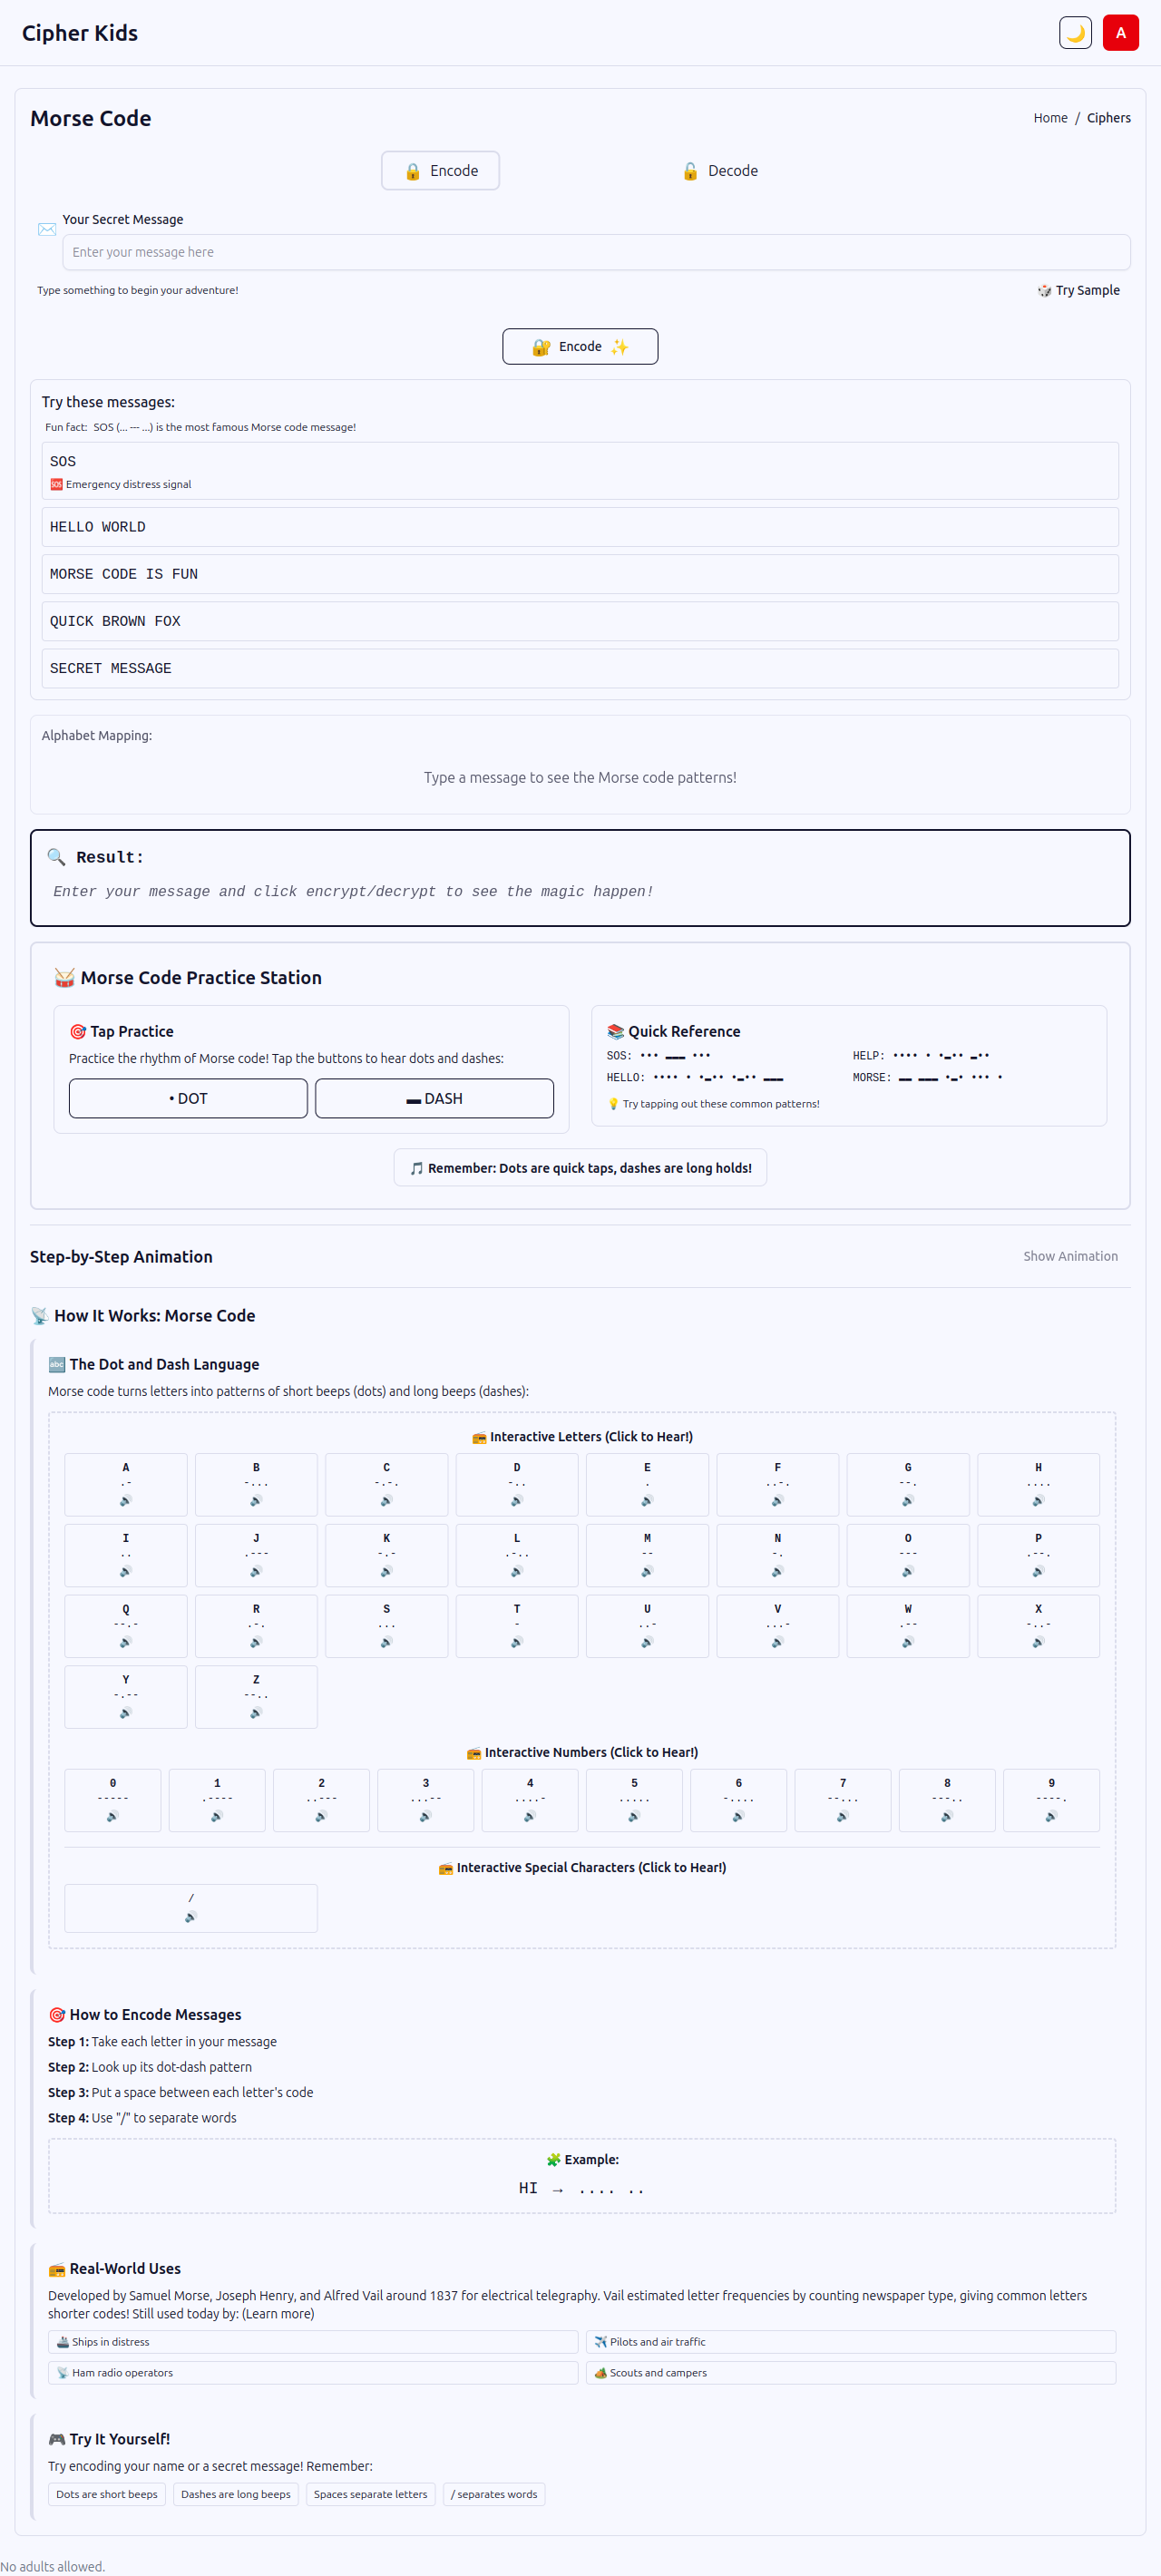 Cipher Kids
A
Morse Code
Home / Ciphers
Encode
Decode
Your Secret Message
Enter your message here
Type something to begin your adventure!
Try Sample
Encode
Try these messages:
Fun fact: SOS (... --- ...) is the most famous Morse code message!
SOS
🆘 Emergency distress signal
HELLO WORLD
MORSE CODE IS FUN
QUICK BROWN FOX
SECRET MESSAGE
Alphabet Mapping:
Type a message to see the Morse code patterns!
Result:
Enter your message and click encrypt/decrypt to see the magic happen!
Morse Code Practice Station
Tap Practice
Practice the rhythm of Morse code! Tap the buttons to hear dots and dashes:
• DOT
▬ DASH
Quick Reference
SOS: ••• ▬▬▬ •••
HELP: •••• • •▬•• ▬••
HELLO: •••• • •▬•• •▬•• ▬▬▬
MORSE: ▬▬ ▬▬▬ •▬• ••• •
Try tapping out these common patterns!
Remember: Dots are quick taps, dashes are long holds!
Step-by-Step Animation
Show Animation
How It Works: Morse Code
The Dot and Dash Language
Morse code turns letters into patterns of short beeps (dots) and long beeps (dashes):
Interactive Letters (Click to Hear!)
A B C D E F G H
.- -... -.-. -.. . ..-. --. ....
I J K L M N O P
.. .--- -.- .-.. -- -. --- .--.
Q R S T U V W X
--.- .-. ... - ..- ...- .-- -..-
Y Z
-.-- --..
Interactive Numbers (Click to Hear!)
0 1 2 3 4 5 6 7 8 9
----- .---- ..--- ...-- ....- ..... -.... --... ---.. ----.
Interactive Special Characters (Click to Hear!)
/
How to Encode Messages
Step 1: Take each letter in your message
Step 2: Look up its dot-dash pattern
Step 3: Put a space between each letter's code
Step 4: Use "/" to separate words
Example:
HI → .... ..
Real-World Uses
Developed by Samuel Morse, Joseph Henry, and Alfred Vail around 1837 for electrical telegraphy. Vail estimated letter frequencies by counting newspaper type, giving common letters
shorter codes! Still used today by: (Learn more)
Ships in distress
Pilots and air traffic
Ham radio operators
Scouts and campers
Try It Yourself!
Try encoding your name or a secret message! Remember:
Dots are short beeps
Dashes are long beeps
Spaces separate letters
/ separates words
No adults allowed.